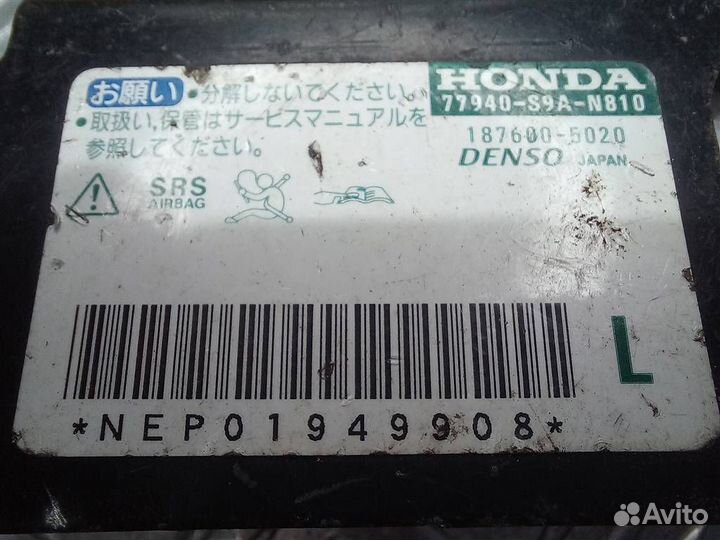 お願い ・分解しないでください。
・取扱い、保管はサービスマニュアルを
参照してください。
HONDA
77940-S9A-N810
187600-5020
DENSO JAPAN
SRS
AIRBAG
L
*NEP01949908*
Avito